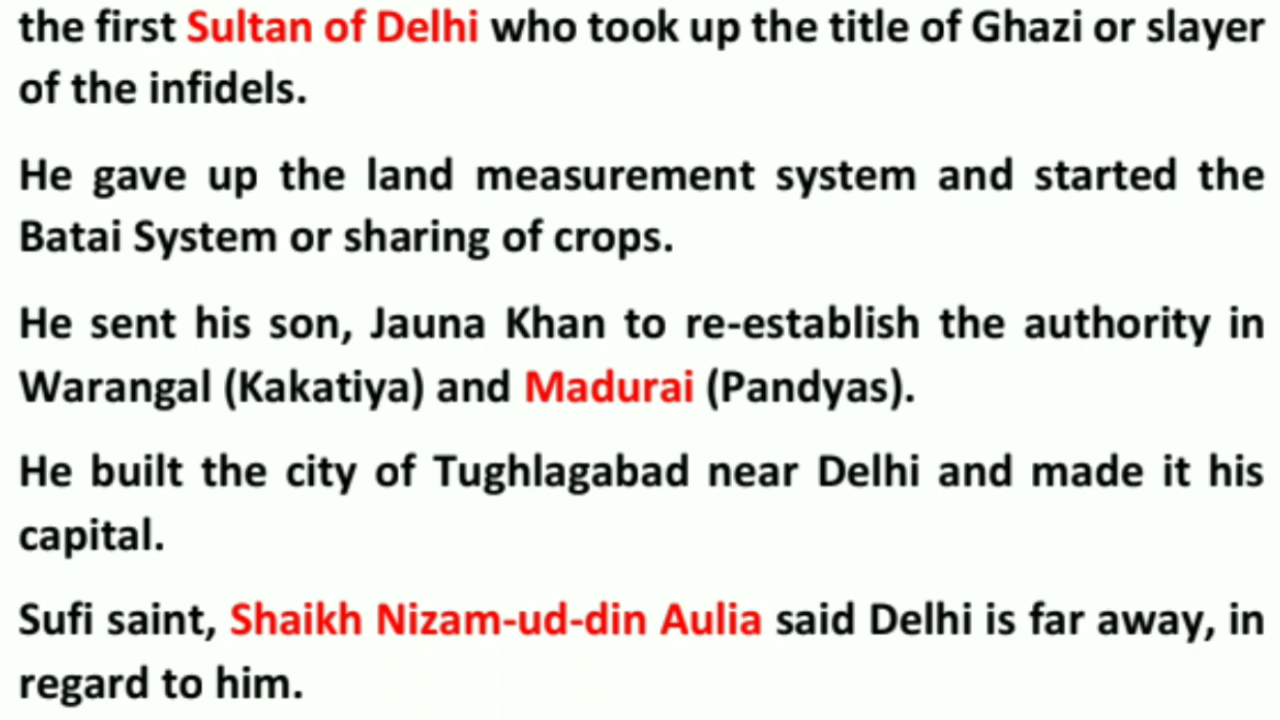 the first Sultan of Delhi who took up the title of Ghazi or slayer
of the infidels.
He gave up the land measurement system and started the
Batai System or sharing of crops.
He sent his son, Jauna Khan to re-establish the authority in
Warangal (Kakatiya) and Madurai (Pandyas).
He built the city of Tughlagabad near Delhi and made it his
capital.
Sufi saint, Shaikh Nizam-ud-din Aulia said Delhi is far away, in
regard to him.